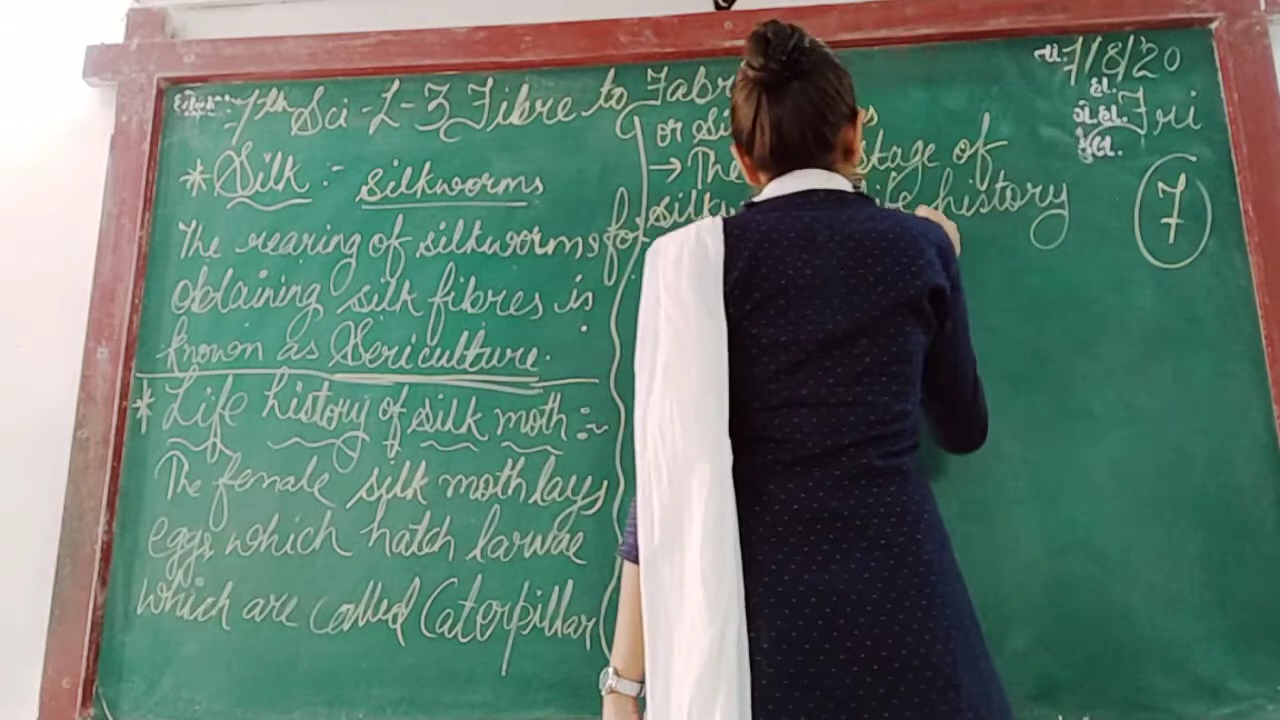 7th Sci - L-3 Fibre to Fabr
* Silk :- silkworms
The rearing of silkworms for
obtaining silk fibres is
known as Sericulture.
* Life history of silk moth :-
The female silk moth lays
eggs, which hatch larvae
which are called Caterpillar
or Si
→ The stage of
silkw life history
તા. 7/8/20
Fri
7